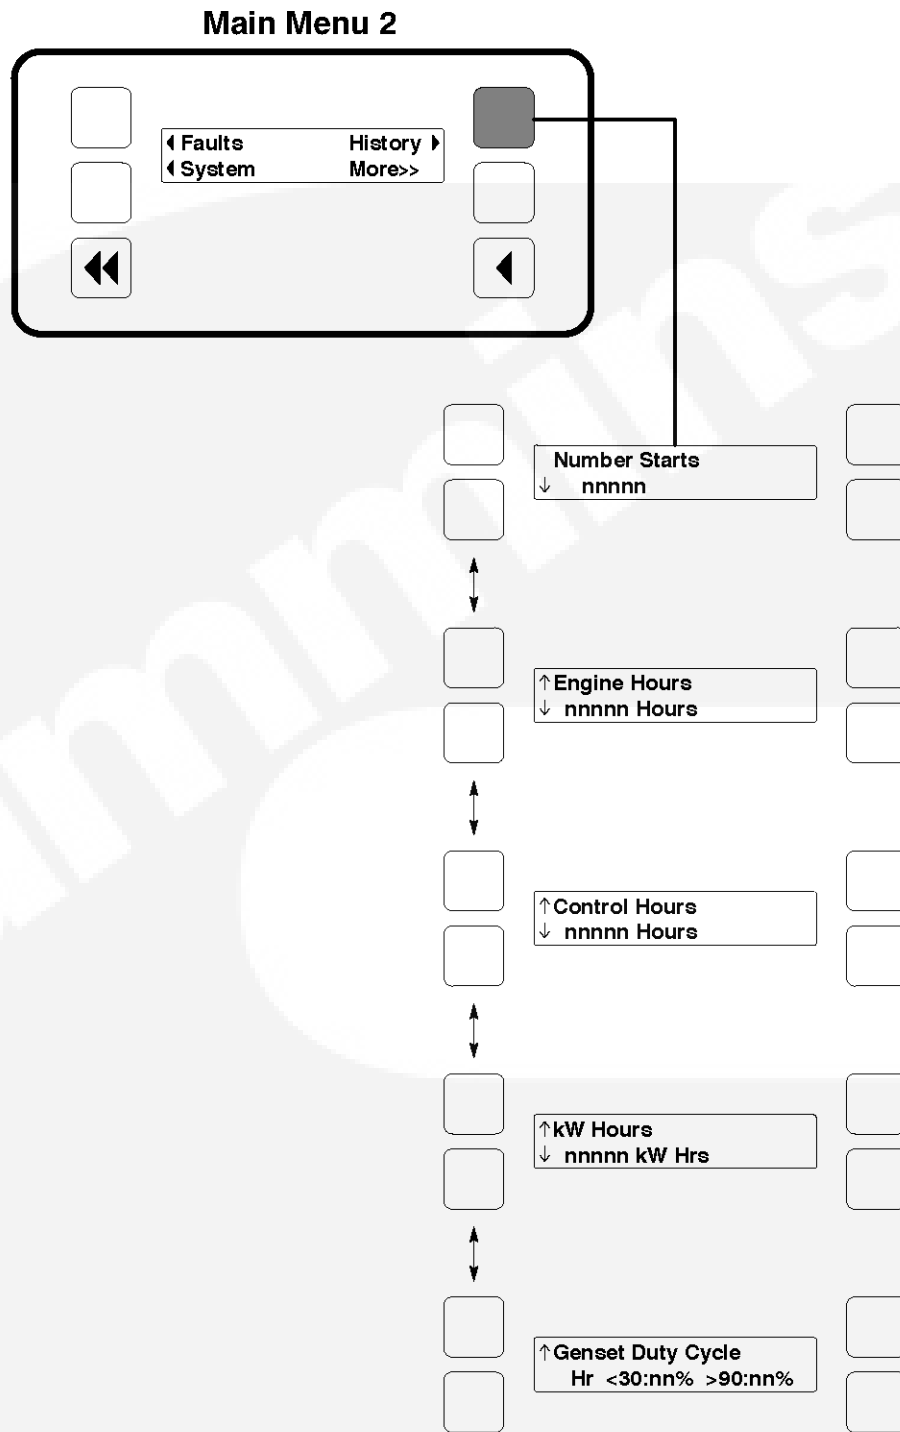 Main Menu 2
Faults History
System More>>
Number Starts
↓ nnnnn
↑Engine Hours
↓ nnnnn Hours
↑Control Hours
↓ nnnnn Hours
↑kW Hours
↓ nnnnn kW Hrs
↑Genset Duty Cycle
Hr <30:nn% >90:nn%